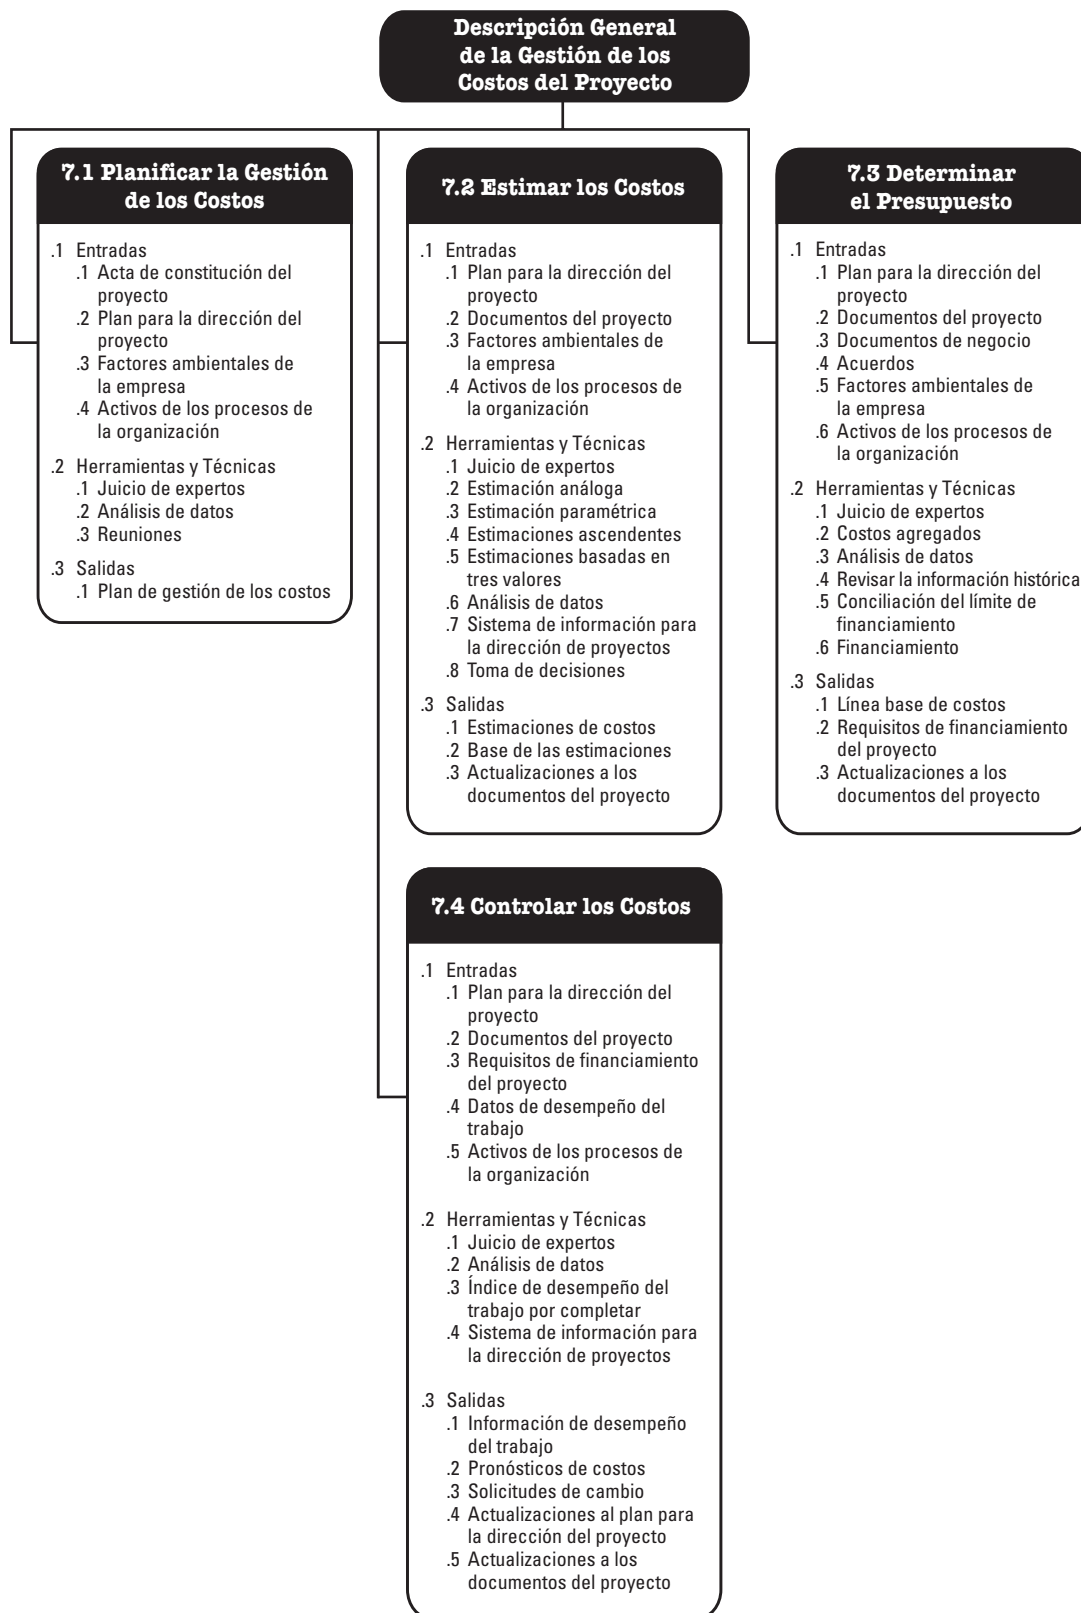 Descripción General
de la Gestión de los
Costos del Proyecto
7.1 Planificar la Gestión
de los Costos
.1 Entradas
.1 Acta de constitución del
proyecto
.2 Plan para la dirección del
proyecto
.3 Factores ambientales de
la empresa
.4 Activos de los procesos de
la organización
.2 Herramientas y Técnicas
.1 Juicio de expertos
.2 Análisis de datos
.3 Reuniones
.3 Salidas
.1 Plan de gestión de los costos
7.2 Estimar los Costos
.1 Entradas
.1 Plan para la dirección del
proyecto
.2 Documentos del proyecto
.3 Factores ambientales de
la empresa
.4 Activos de los procesos de
la organización
.2 Herramientas y Técnicas
.1 Juicio de expertos
.2 Estimación análoga
.3 Estimación paramétrica
.4 Estimaciones ascendentes
.5 Estimaciones basadas en
tres valores
.6 Análisis de datos
.7 Sistema de información para
la dirección de proyectos
.8 Toma de decisiones
.3 Salidas
.1 Estimaciones de costos
.2 Base de las estimaciones
.3 Actualizaciones a los
documentos del proyecto
7.3 Determinar
el Presupuesto
.1 Entradas
.1 Plan para la dirección del
proyecto
.2 Documentos del proyecto
.3 Documentos de negocio
.4 Acuerdos
.5 Factores ambientales de
la empresa
.6 Activos de los procesos de
la organización
.2 Herramientas y Técnicas
.1 Juicio de expertos
.2 Costos agregados
.3 Análisis de datos
.4 Revisar la información histórica
.5 Conciliación del límite de
financiamiento
.6 Financiamiento
.3 Salidas
.1 Línea base de costos
.2 Requisitos de financiamiento
del proyecto
.3 Actualizaciones a los
documentos del proyecto
7.4 Controlar los Costos
.1 Entradas
.1 Plan para la dirección del
proyecto
.2 Documentos del proyecto
.3 Requisitos de financiamiento
del proyecto
.4 Datos de desempeño del
trabajo
.5 Activos de los procesos de
la organización
.2 Herramientas y Técnicas
.1 Juicio de expertos
.2 Análisis de datos
.3 Índice de desempeño del
trabajo por completar
.4 Sistema de información para
la dirección de proyectos
.3 Salidas
.1 Información de desempeño
del trabajo
.2 Pronósticos de costos
.3 Solicitudes de cambio
.4 Actualizaciones al plan para
la dirección del proyecto
.5 Actualizaciones a los
documentos del proyecto